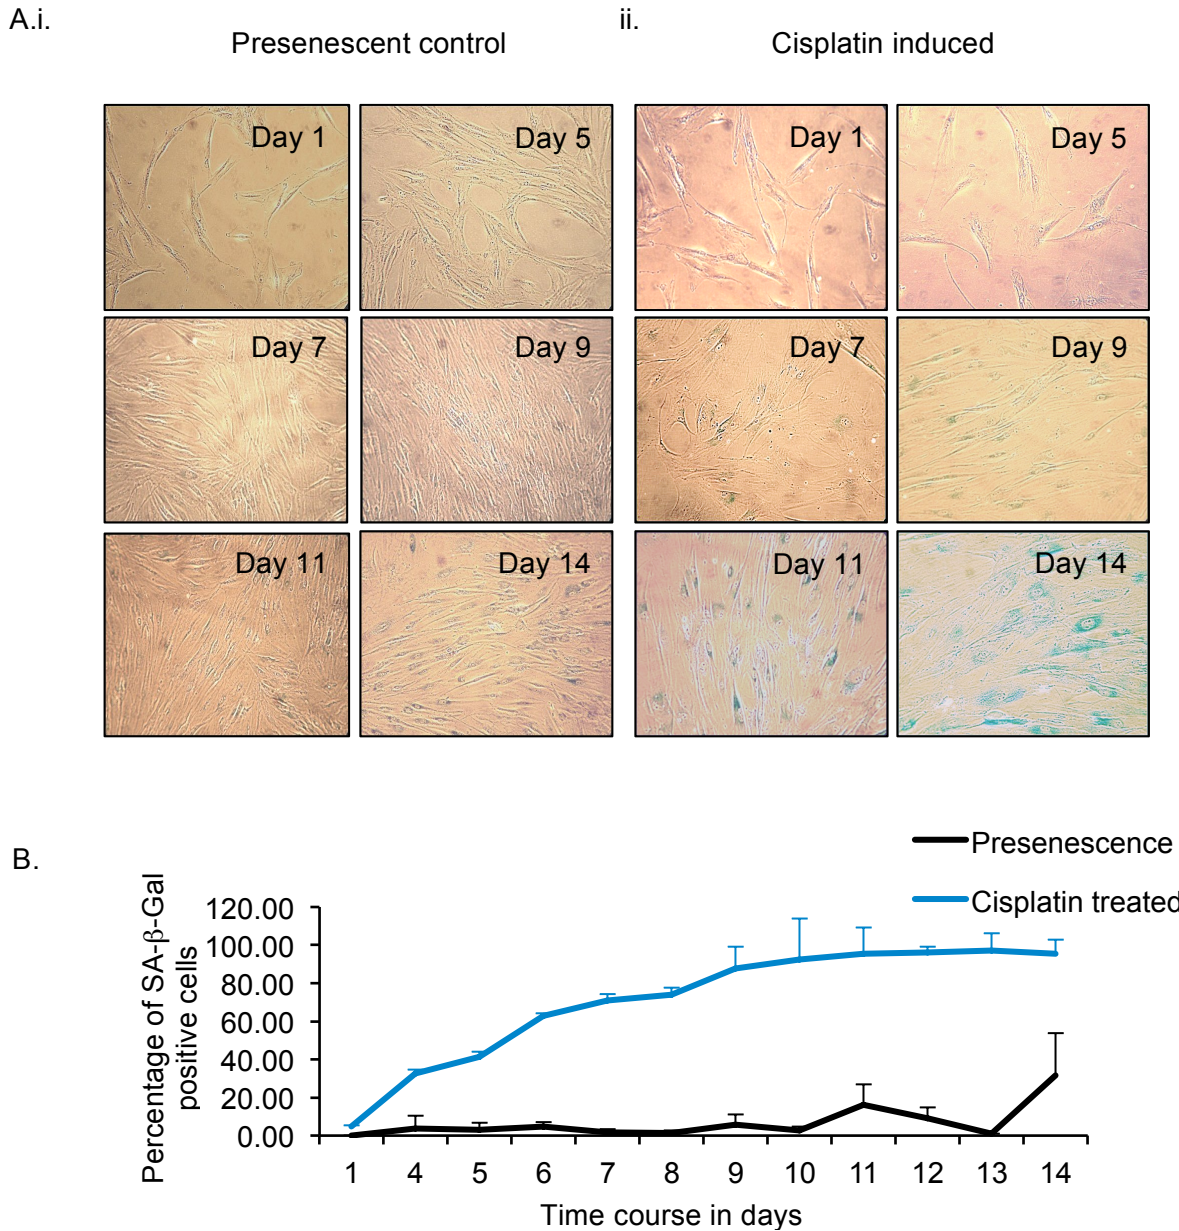 A.i.
Presenescent control
ii.
Cisplatin induced
Day 1
Day 5
Day 1
Day 5
Day 7
Day 9
Day 7
Day 9
Day 11
Day 14
Day 11
Day 14
B.
Presenescence
Cisplatin treated
Percentage of SA-β-Gal
positive cells
120.00
100.00
80.00
60.00
40.00
20.00
0.00
1 4 5 6 7 8 9 10 11 12 13 14
Time course in days